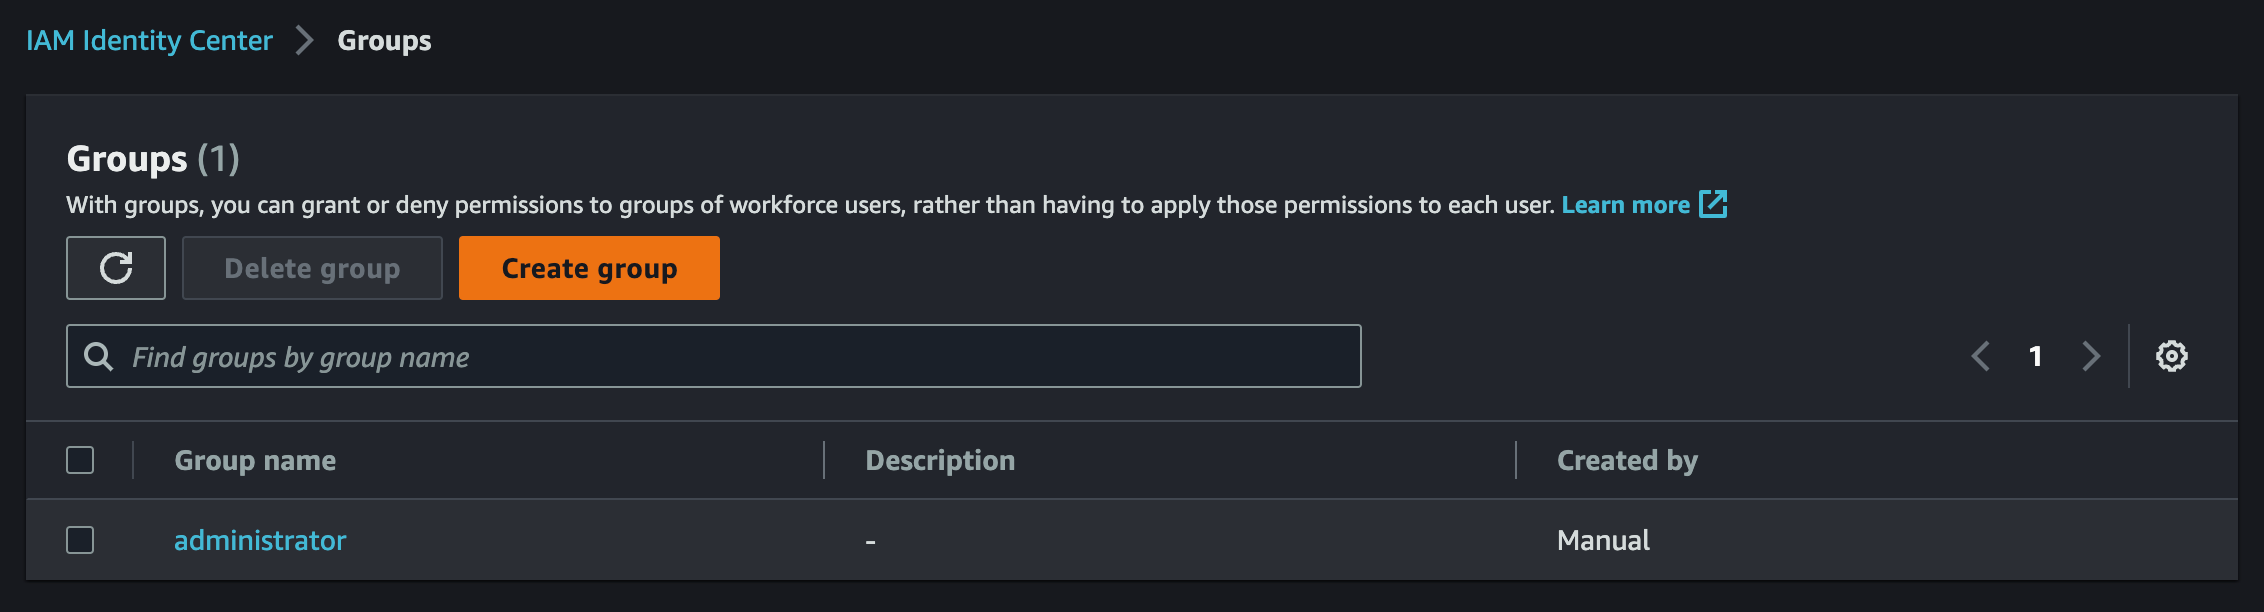 IAM Identity Center > Groups
Groups (1)
With groups, you can grant or deny permissions to groups of workforce users, rather than having to apply those permissions to each user. Learn more
Delete group Create group
Find groups by group name 1
Group name Description Created by
administrator - Manual